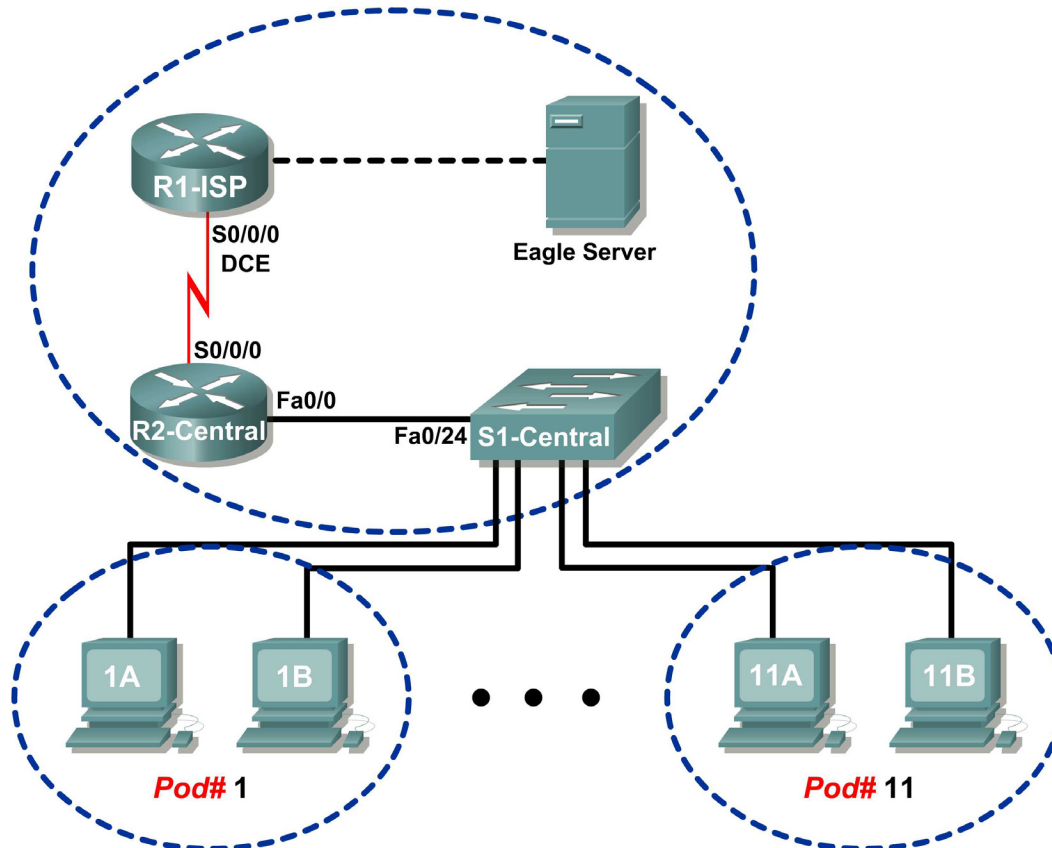 R1-ISP
S0/0/0
DCE
Eagle Server
S0/0/0
R2-Central
Fa0/0
Fa0/24
S1-Central
1A
1B
11A
11B
Pod# 1
Pod# 11